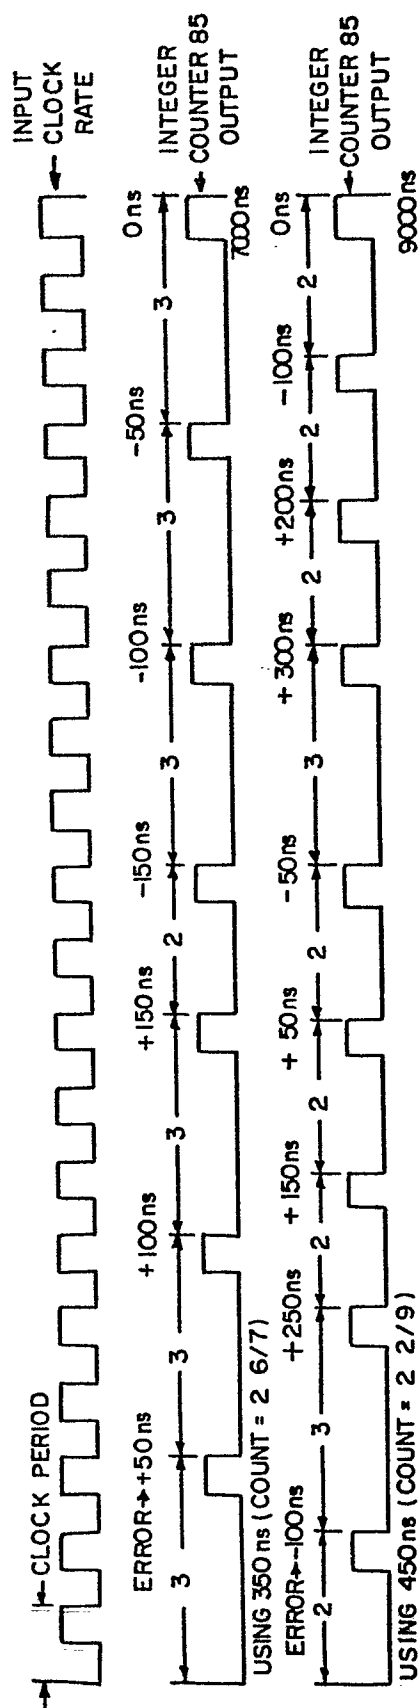 CLOCK PERIOD
INPUT
CLOCK
RATE
ERROR→+50ns +100ns +150ns -150ns -100ns -50ns 0ns
3 3 3 2 3 3 3
INTEGER
COUNTER 85
OUTPUT
7000ns
USING 350ns (COUNT = 2 6/7)
ERROR→-100ns +250ns +150ns + 50ns - 50ns + 300ns +200ns -100ns 0ns
2 3 2 2 2 3 2 2 2
INTEGER
COUNTER 85
OUTPUT
9000ns
USING 450ns (COUNT = 2 2/9)